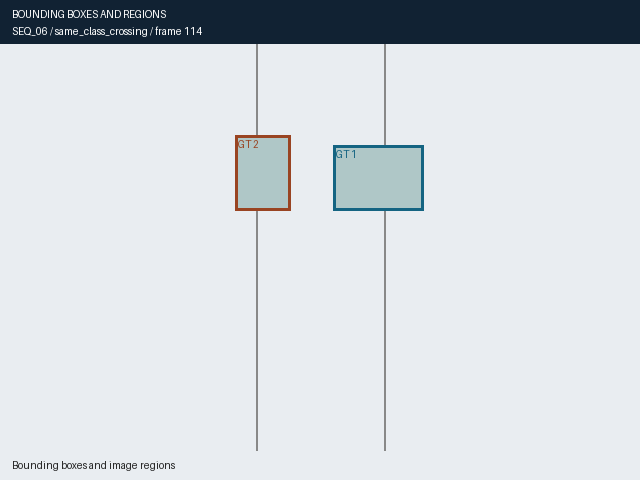 BOUNDING BOXES AND REGIONS
SEQ_06 / same_class_crossing / frame 114
GT2
GT1
Bounding boxes and image regions